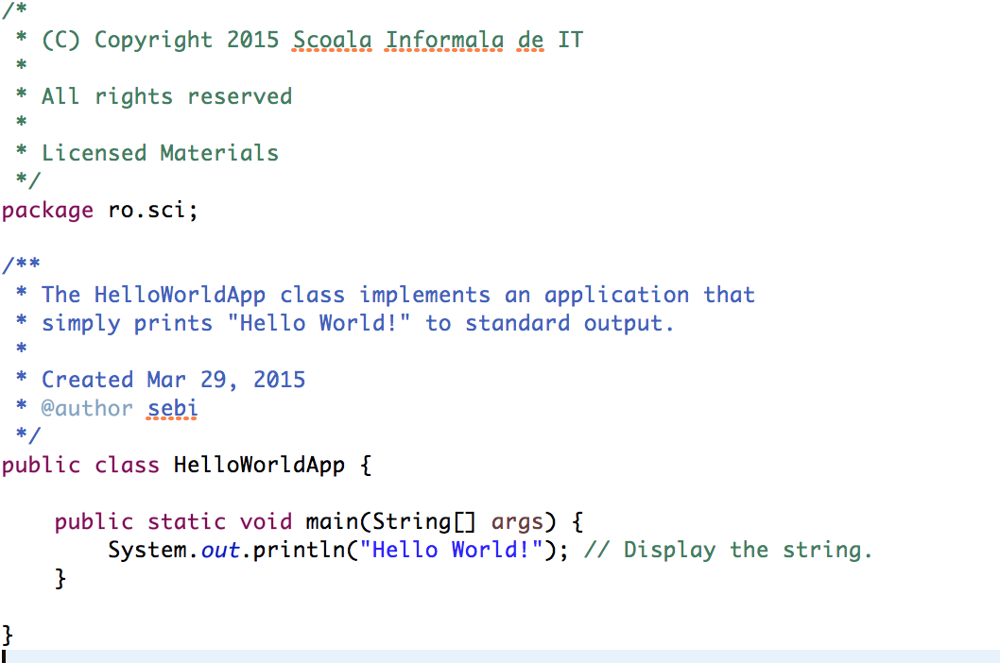 /*
 * (C) Copyright 2015 Scoala Informala de IT
 *
 * All rights reserved
 *
 * Licensed Materials
 */
package ro.sci;

/**
 * The HelloWorldApp class implements an application that
 * simply prints "Hello World!" to standard output.
 *
 * Created Mar 29, 2015
 * @author sebi
 */
public class HelloWorldApp {

    public static void main(String[] args) {
        System.out.println("Hello World!"); // Display the string.
    }

}